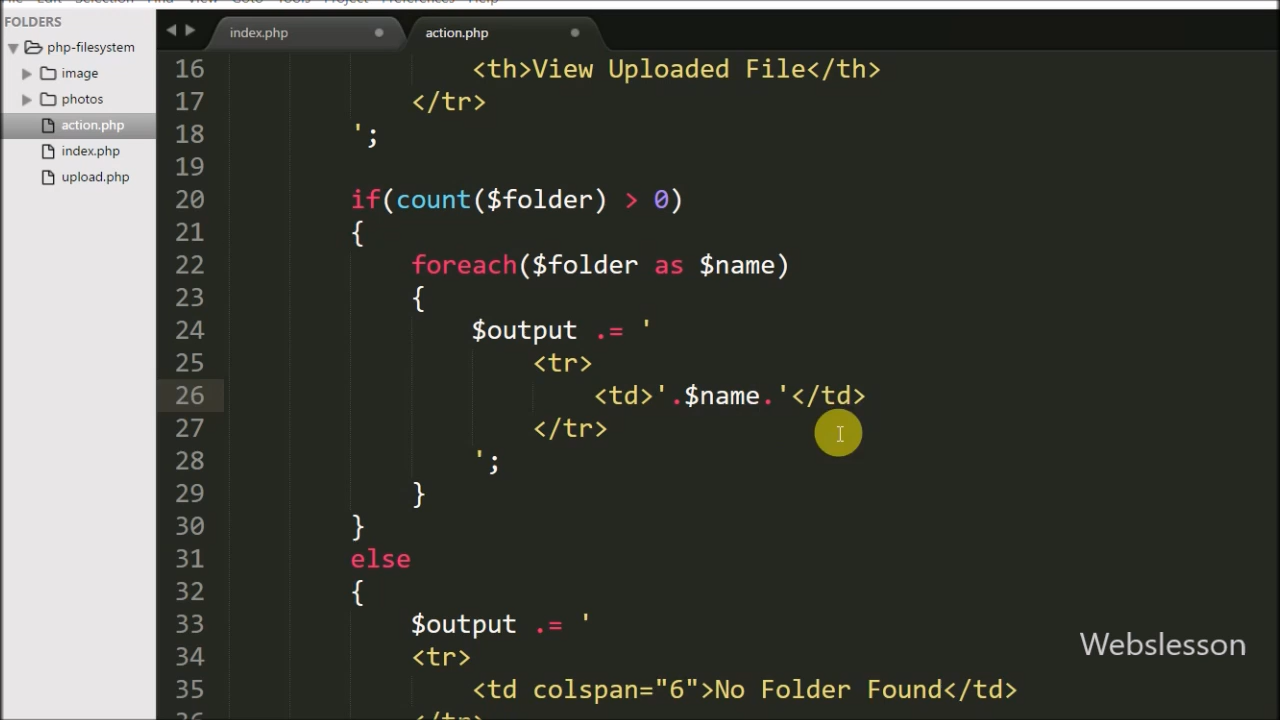 FOLDERS
php-filesystem
image
photos
action.php
index.php
upload.php
index.php
action.php
16 <th>View Uploaded File</th>
17 </tr>
18 ';
19
20 if(count($folder) > 0)
21 {
22 foreach($folder as $name)
23 {
24 $output .= '
25 <tr>
26 <td>'.$name.'</td>
27 </tr>
28 ';
29 }
30 }
31 else
32 {
33 $output .= '
34 <tr>
35 <td colspan="6">No Folder Found</td>
Webslesson